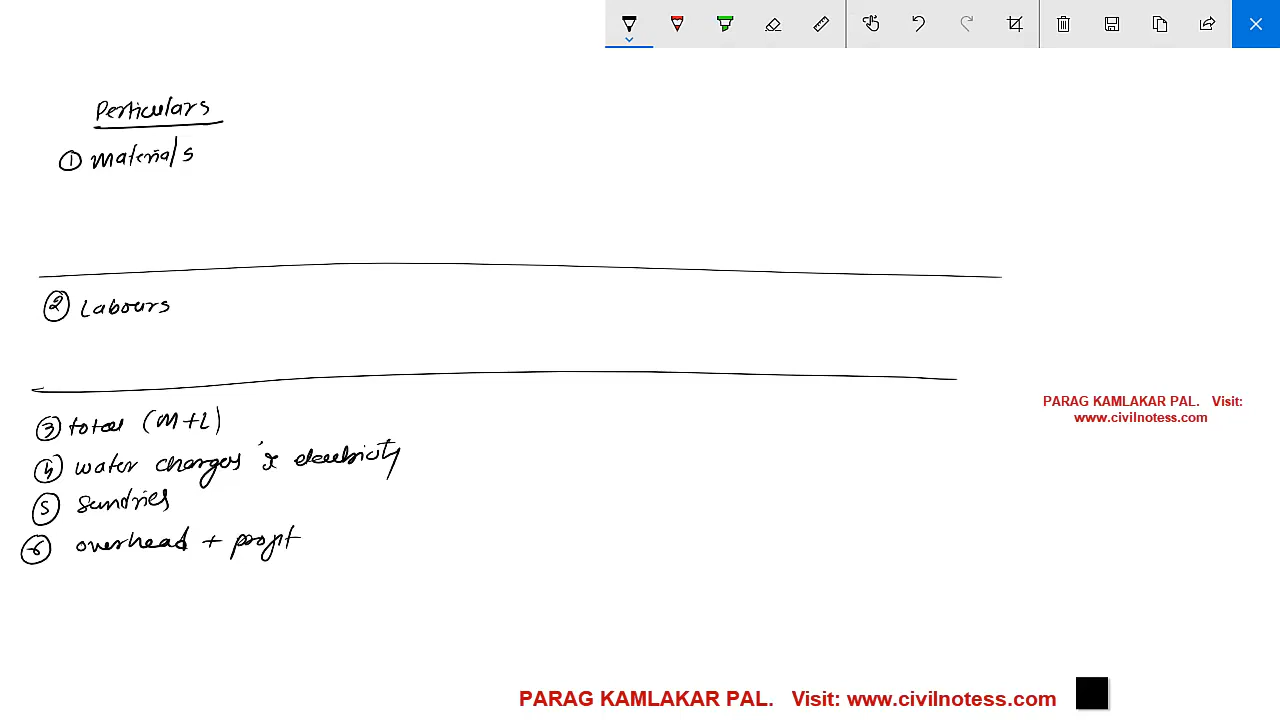 Perticulars
① Materials
② Labours
③ total (M+L)
④ water charges & electricity
⑤ Sundries
⑥ overhead + profit
PARAG KAMLAKAR PAL. Visit:
www.civilnotess.com
PARAG KAMLAKAR PAL. Visit: www.civilnotess.com